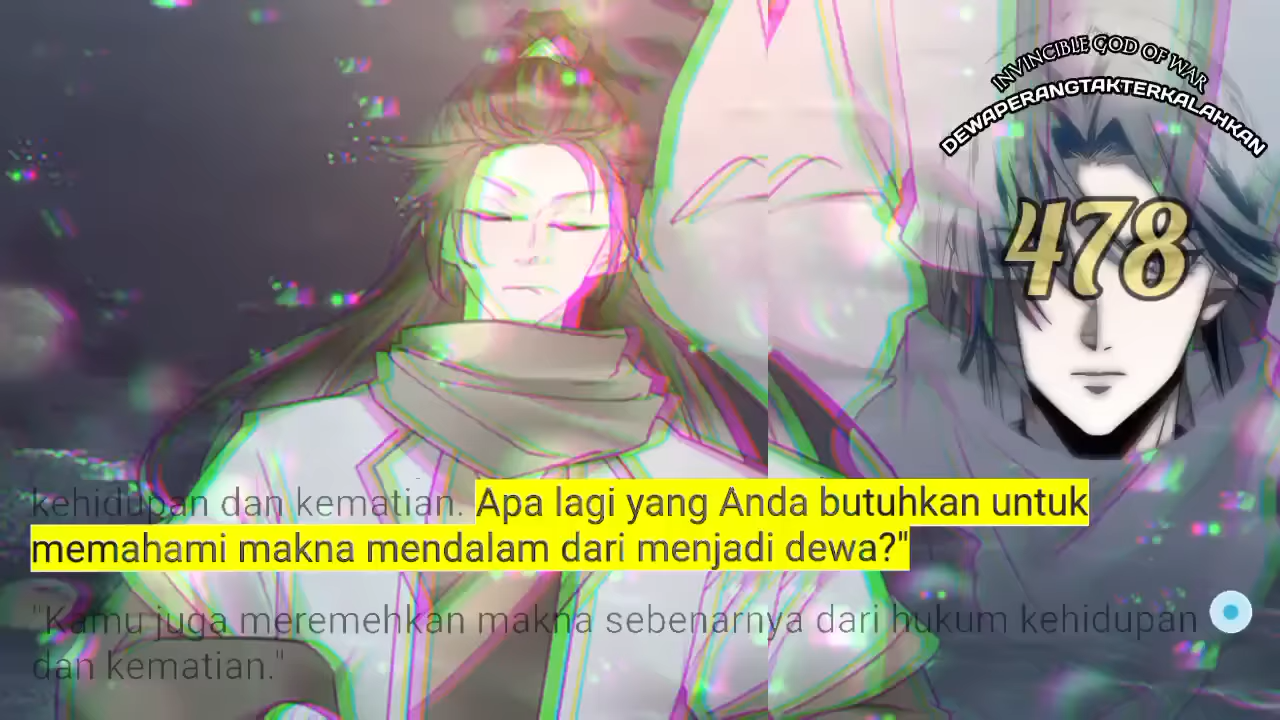 INVINCIBLE GOD OF WAR
DEWAPERANGTAKTERKALAHKAN
478
kehidupan dan kematian. Apa lagi yang Anda butuhkan untuk
memahami makna mendalam dari menjadi dewa?"
"Kamu juga meremehkan makna sebenarnya dari hukum kehidupan
dan kematian."